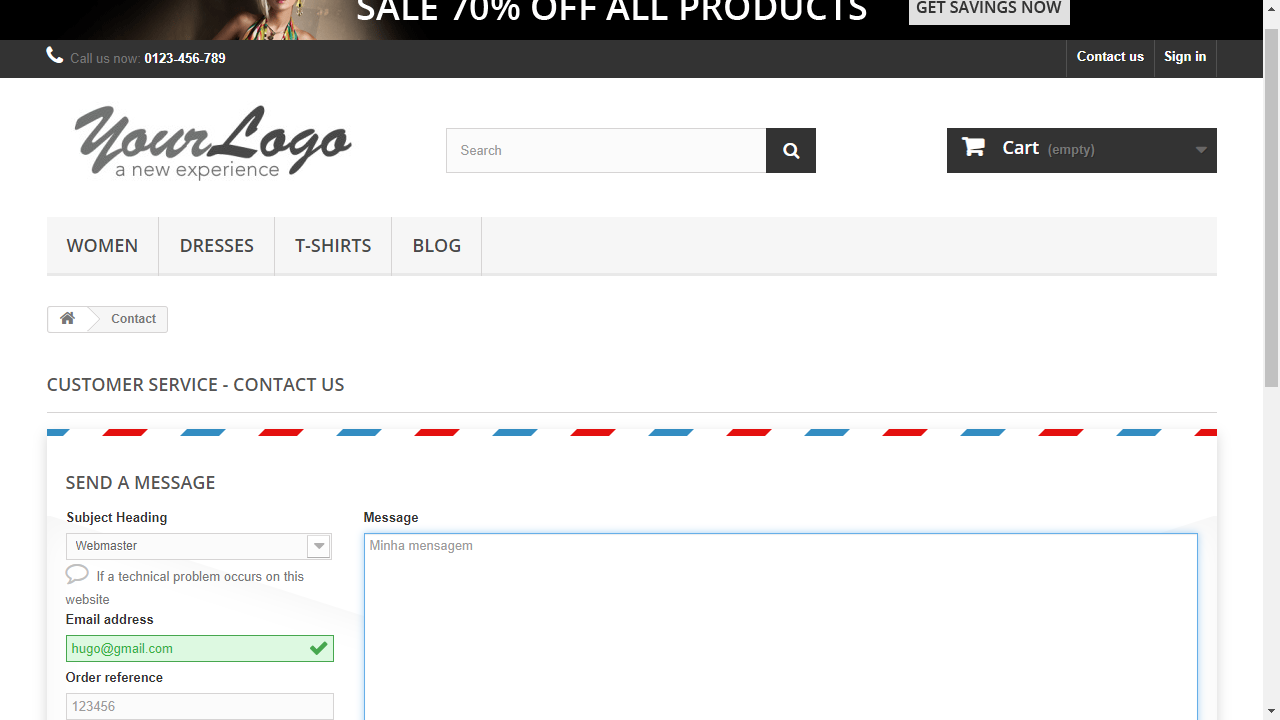 SALE 70% OFF ALL PRODUCTS
GET SAVINGS NOW
Call us now: 0123-456-789
Contact us
Sign in
YourLogo
a new experience
Search
Cart (empty)
WOMEN
DRESSES
T-SHIRTS
BLOG
Contact
CUSTOMER SERVICE - CONTACT US
SEND A MESSAGE
Subject Heading
Webmaster
If a technical problem occurs on this
website
Email address
hugo@gmail.com
Order reference
123456
Message
Minha mensagem